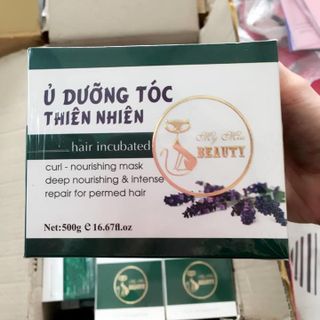 Ủ DƯỠNG TÓC
THIÊN NHIÊN
hair incubated
curl - nourishing mask
deep nourishing & intense
repair for permed hair
BEAUTY
Net:500g e 16.67fl.oz